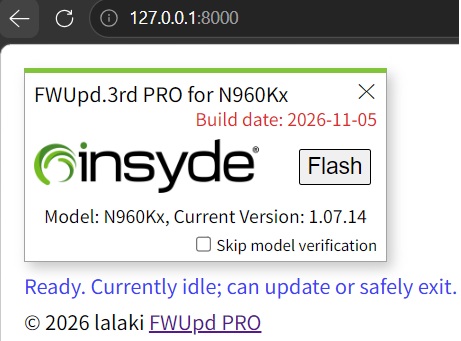 127.0.0.1:8000
FWUpd.3rd PRO for N960Kx
Build date: 2026-11-05
insyde®
Flash
Model: N960Kx, Current Version: 1.07.14
Skip model verification
Ready. Currently idle; can update or safely exit.
© 2026 lalaki FWUpd PRO